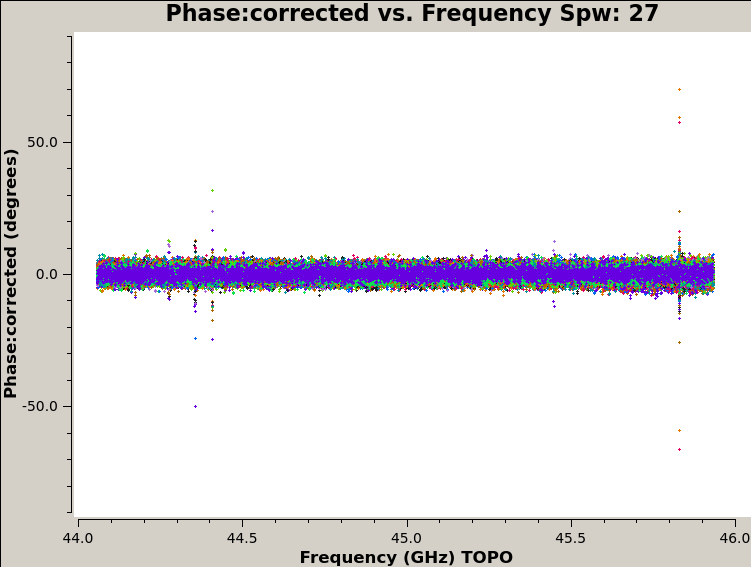 Phase:corrected vs. Frequency Spw: 27
Phase:corrected (degrees)
50.0
0.0
-50.0
44.0 44.5 45.0 45.5 46.0
Frequency (GHz) TOPO